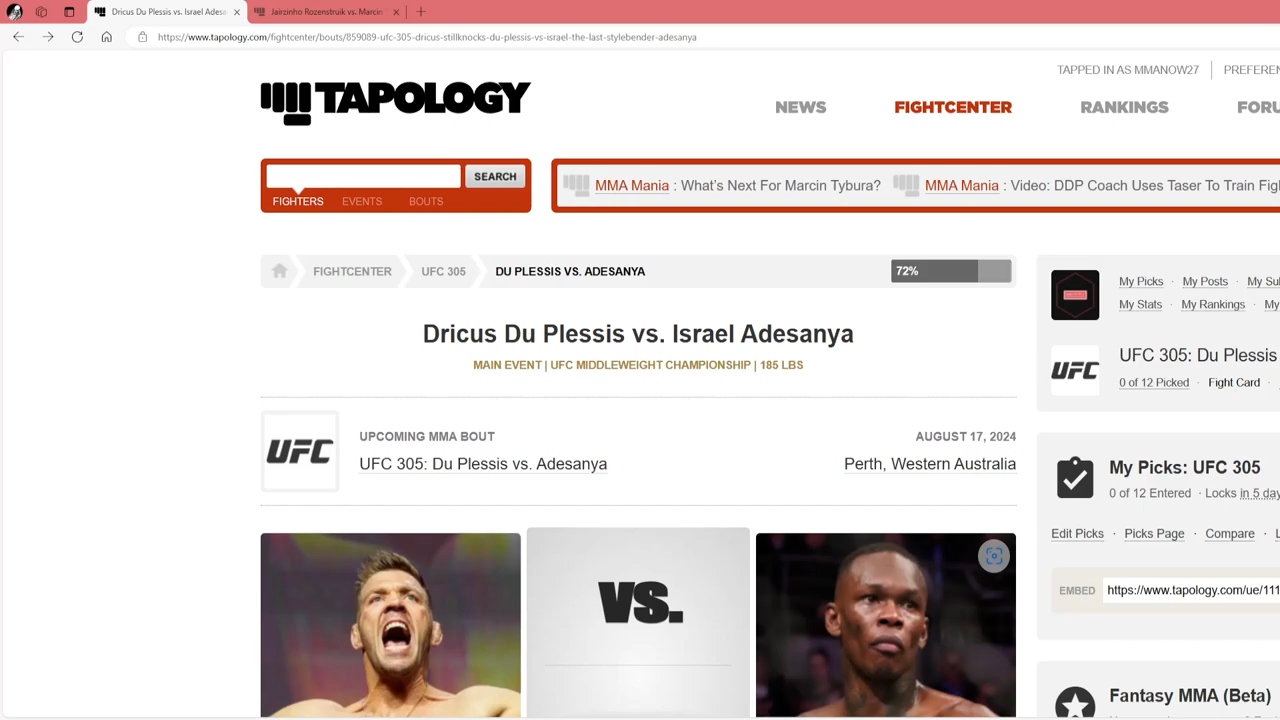 Dricus Du Plessis vs. Israel Adesa
Jairzinho Rozenstruik vs. Marcin
https://www.tapology.com/fightcenter/bouts/859089-ufc-305-dricus-stillknocks-du-plessis-vs-israel-the-last-stylebender-adesanya
TAPPED IN AS MMANOW27
PREFEREN
TAPOLOGY
NEWS
FIGHTCENTER
RANKINGS
FORU
SEARCH
FIGHTERS
EVENTS
BOUTS
MMA Mania : What's Next For Marcin Tybura?
MMA Mania : Video: DDP Coach Uses Taser To Train Figh
FIGHTCENTER
UFC 305
DU PLESSIS VS. ADESANYA
72%
Dricus Du Plessis vs. Israel Adesanya
MAIN EVENT | UFC MIDDLEWEIGHT CHAMPIONSHIP | 185 LBS
UFC
UPCOMING MMA BOUT
AUGUST 17, 2024
UFC 305: Du Plessis vs. Adesanya
Perth, Western Australia
VS.
My Picks · My Posts · My Su
My Stats · My Rankings · My
UFC
UFC 305: Du Plessis
0 of 12 Picked · Fight Card ·
My Picks: UFC 305
0 of 12 Entered · Locks in 5 day
Edit Picks · Picks Page · Compare · L
EMBED
https://www.tapology.com/ue/111
Fantasy MMA (Beta)